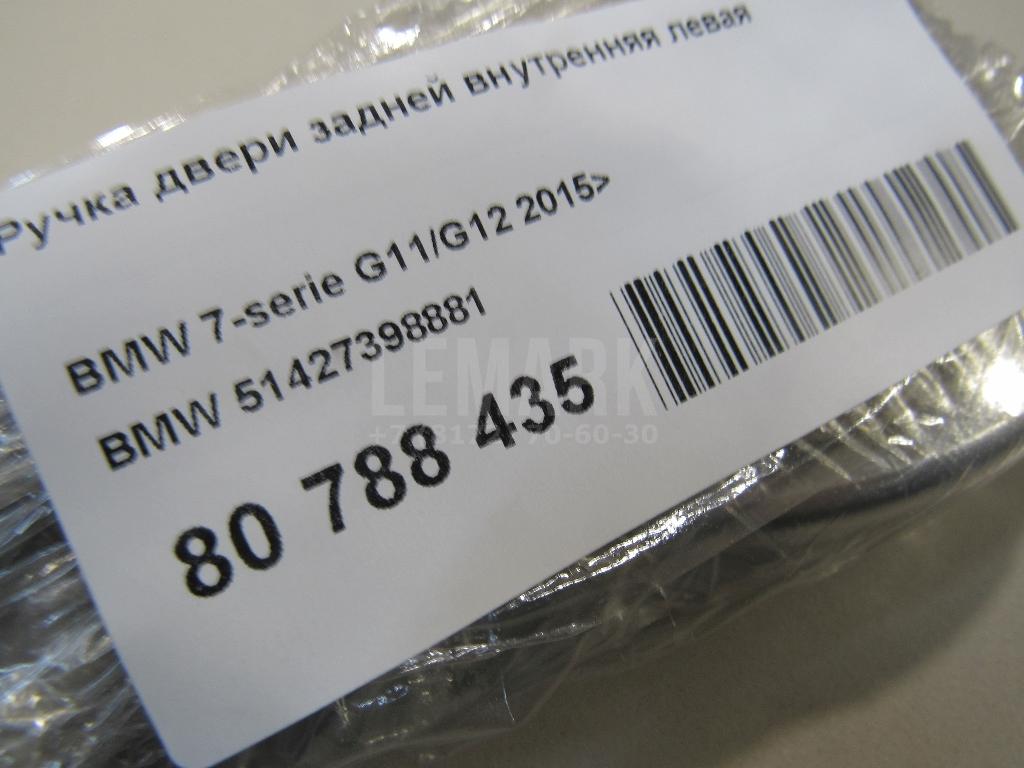 Ручка двери задней внутренняя левая
BMW 7-serie G11/G12 2015>
BMW 51427398881
80 788 435
LEMARK